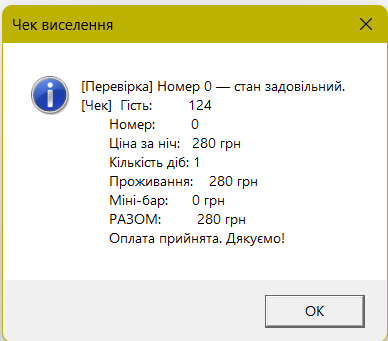 Чек виселення
[Перевірка] Номер 0 — стан задовільний.
[Чек] Гість: 124
Номер: 0
Ціна за ніч: 280 грн
Кількість діб: 1
Проживання: 280 грн
Міні-бар: 0 грн
РАЗОМ: 280 грн
Оплата прийнята. Дякуємо!
OK